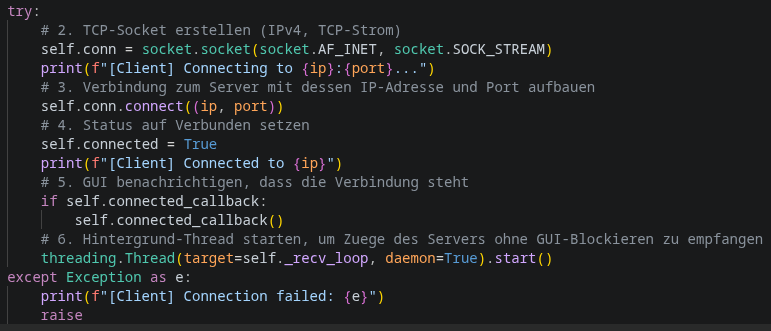 try:
    # 2. TCP-Socket erstellen (IPv4, TCP-Strom)
    self.conn = socket.socket(socket.AF_INET, socket.SOCK_STREAM)
    print(f"[Client] Connecting to {ip}:{port}...")
    # 3. Verbindung zum Server mit dessen IP-Adresse und Port aufbauen
    self.conn.connect((ip, port))
    # 4. Status auf Verbunden setzen
    self.connected = True
    print(f"[Client] Connected to {ip}")
    # 5. GUI benachrichtigen, dass die Verbindung steht
    if self.connected_callback:
        self.connected_callback()
    # 6. Hintergrund-Thread starten, um Zuege des Servers ohne GUI-Blockieren zu empfangen
    threading.Thread(target=self._recv_loop, daemon=True).start()
except Exception as e:
    print(f"[Client] Connection failed: {e}")
    raise